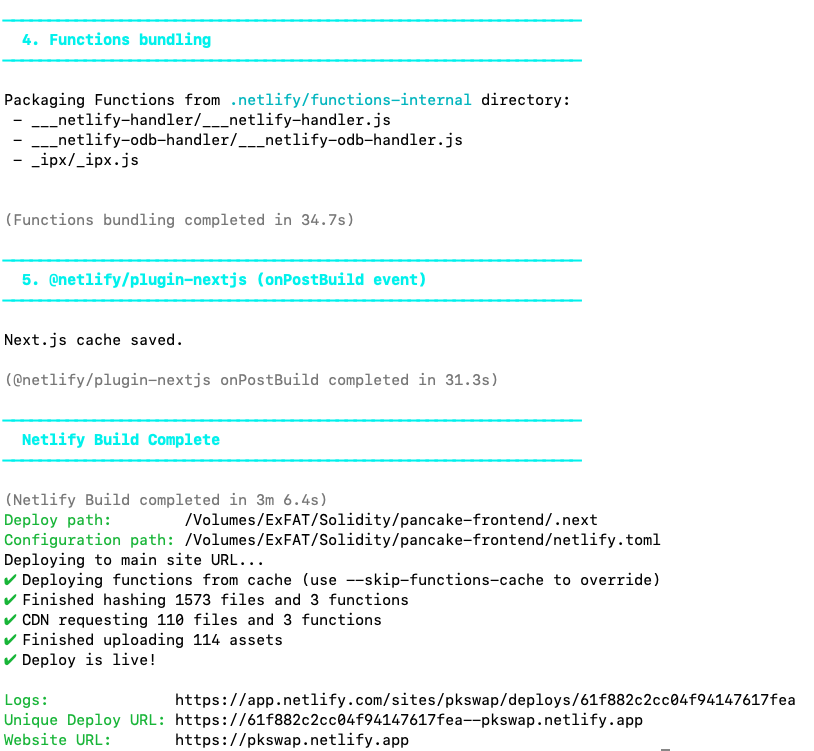 4. Functions bundling
Packaging Functions from .netlify/functions-internal directory:
- ___netlify-handler/___netlify-handler.js
- ___netlify-odb-handler/___netlify-odb-handler.js
- _ipx/_ipx.js
(Functions bundling completed in 34.7s)
5. @netlify/plugin-nextjs (onPostBuild event)
Next.js cache saved.
(@netlify/plugin-nextjs onPostBuild completed in 31.3s)
Netlify Build Complete
(Netlify Build completed in 3m 6.4s)
Deploy path: /Volumes/ExFAT/Solidity/pancake-frontend/.next
Configuration path: /Volumes/ExFAT/Solidity/pancake-frontend/netlify.toml
Deploying to main site URL...
✔ Deploying functions from cache (use --skip-functions-cache to override)
✔ Finished hashing 1573 files and 3 functions
✔ CDN requesting 110 files and 3 functions
✔ Finished uploading 114 assets
✔ Deploy is live!
Logs: https://app.netlify.com/sites/pkswap/deploys/61f882c2cc04f94147617fea
Unique Deploy URL: https://61f882c2cc04f94147617fea--pkswap.netlify.app
Website URL: https://pkswap.netlify.app